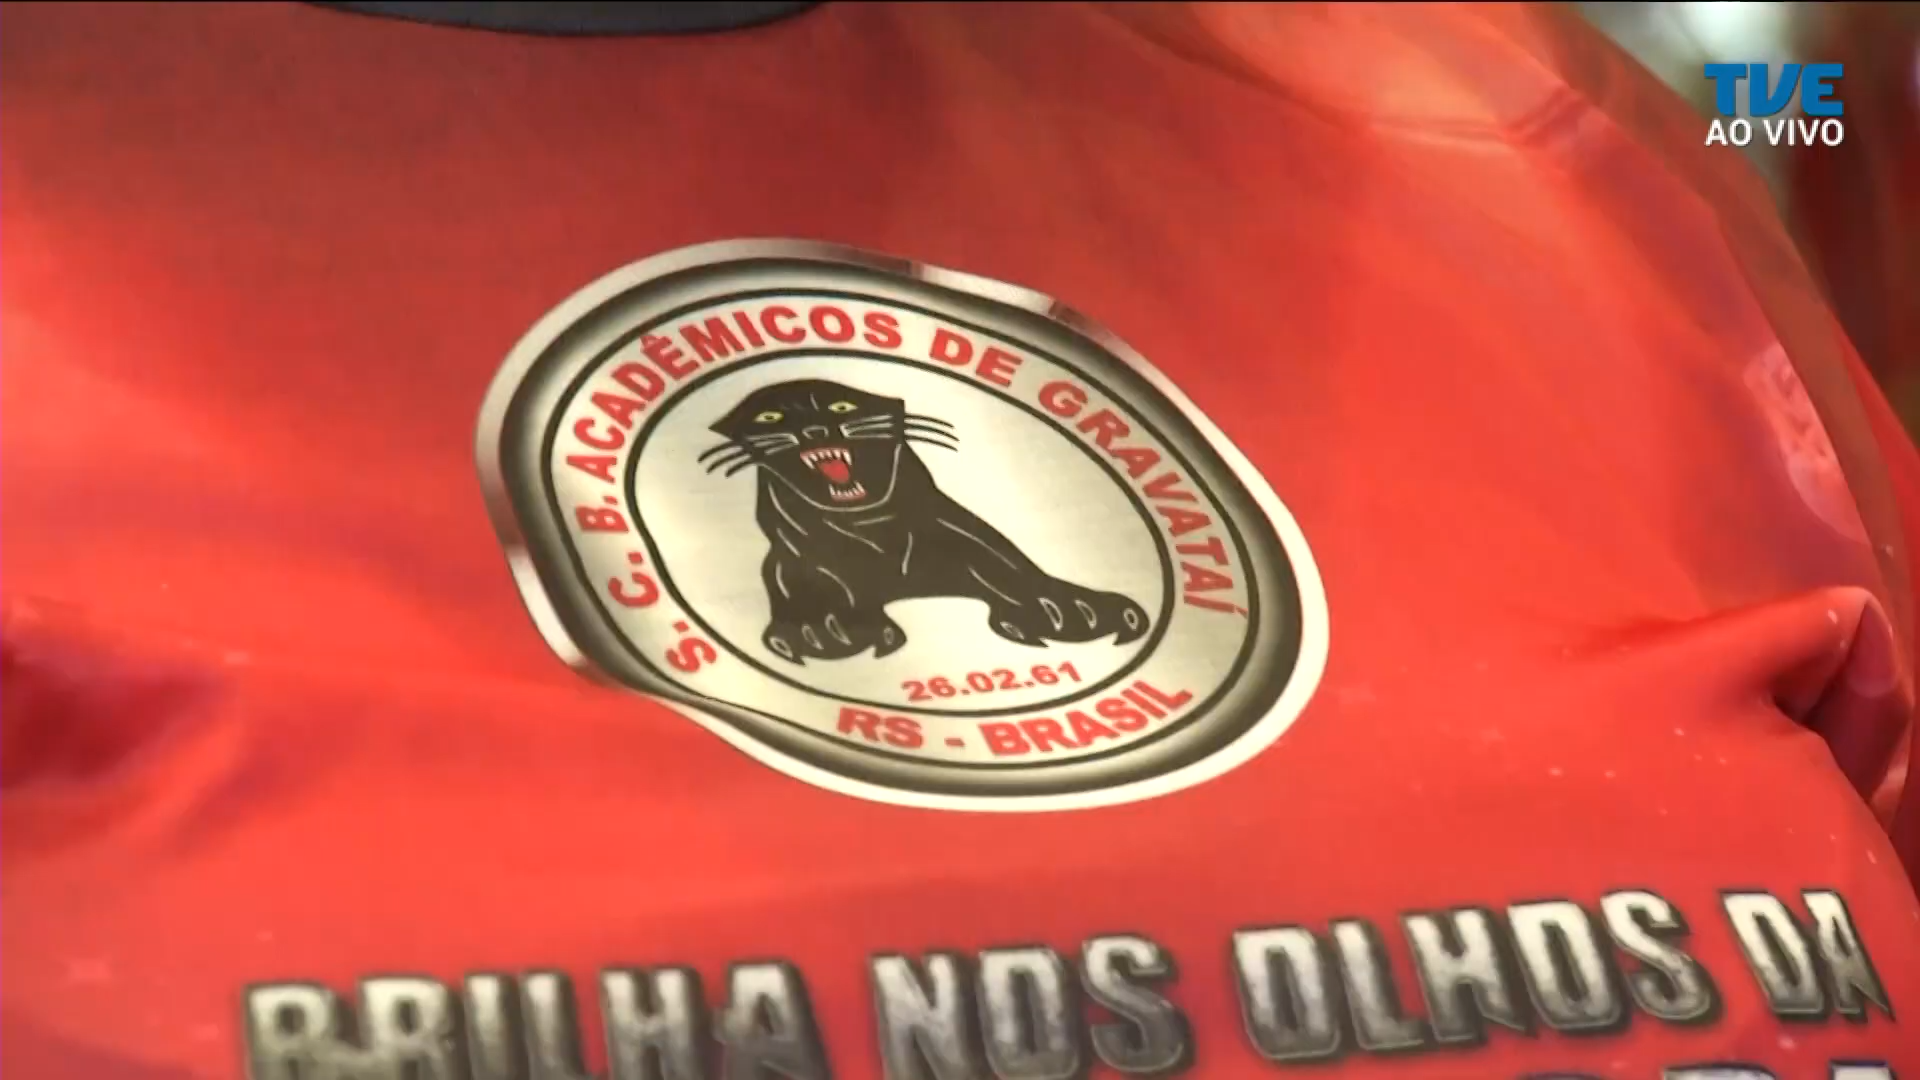 TVE
AO VIVO
S. C. B. ACADÊMICOS DE GRAVATAÍ
26.02.61
RS - BRASIL
BRILHA NOS OLHOS DA